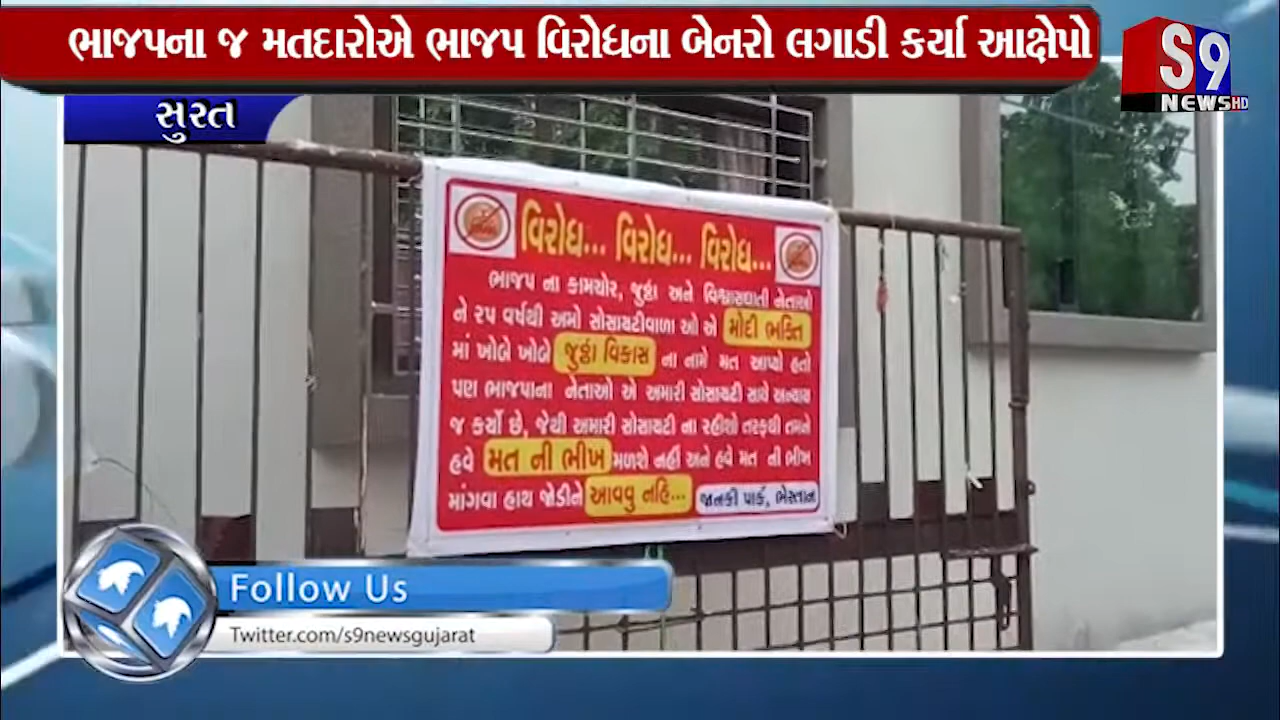 ભાજપના જ મતદારોએ ભાજપ વિરોધના બેનરો લગાડી કર્યા આક્ષેપો
S9
NEWS HD
સુરત
વિરોધ... વિરોધ... વિરોધ...
ભાજપ ના કામચોર, જુઠ્ઠા અને વિશ્વાસઘાતી નેતાઓ
ને ૨૫ વર્ષથી અમો સોસાયટીવાળા ઓ એ મોદી ભક્તિ
માં ખોબે ખોબે જુઠ્ઠા વિકાસ ના નામે મત આપ્યો હતો
પણ ભાજપાના નેતાઓ એ અમારી સોસાયટી સાથે અન્યાય
જ કર્યો છે, જેથી અમારી સોસાયટી ના રહીશો તરફથી તમને
હવે મત ની ભીખ મળશે નહીં અને હવે મત ની ભીખ
માંગવા હાથ જોડીને આવવુ નહિ... જાનકી પાર્ક, ભેસ્તાન
Follow Us
Twitter.com/s9newsgujarat